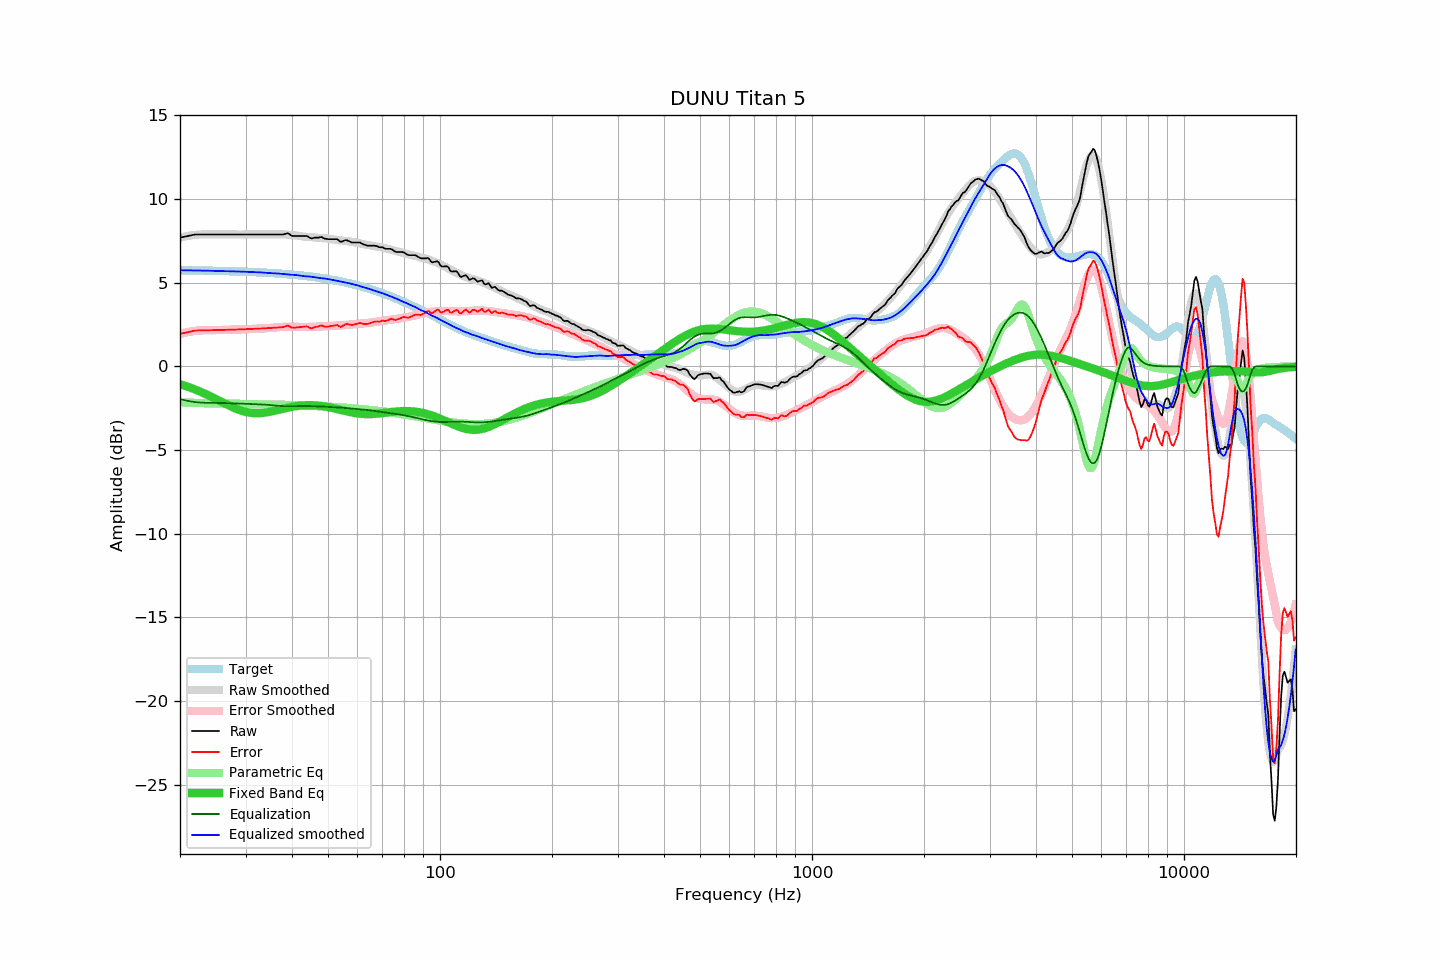 DUNU Titan 5
15
10
5
0
−5
−10
−15
−20
−25
Amplitude (dBr)
Target
Raw Smoothed
Error Smoothed
Raw
Error
Parametric Eq
Fixed Band Eq
Equalization
Equalized smoothed
100
1000
10000
Frequency (Hz)